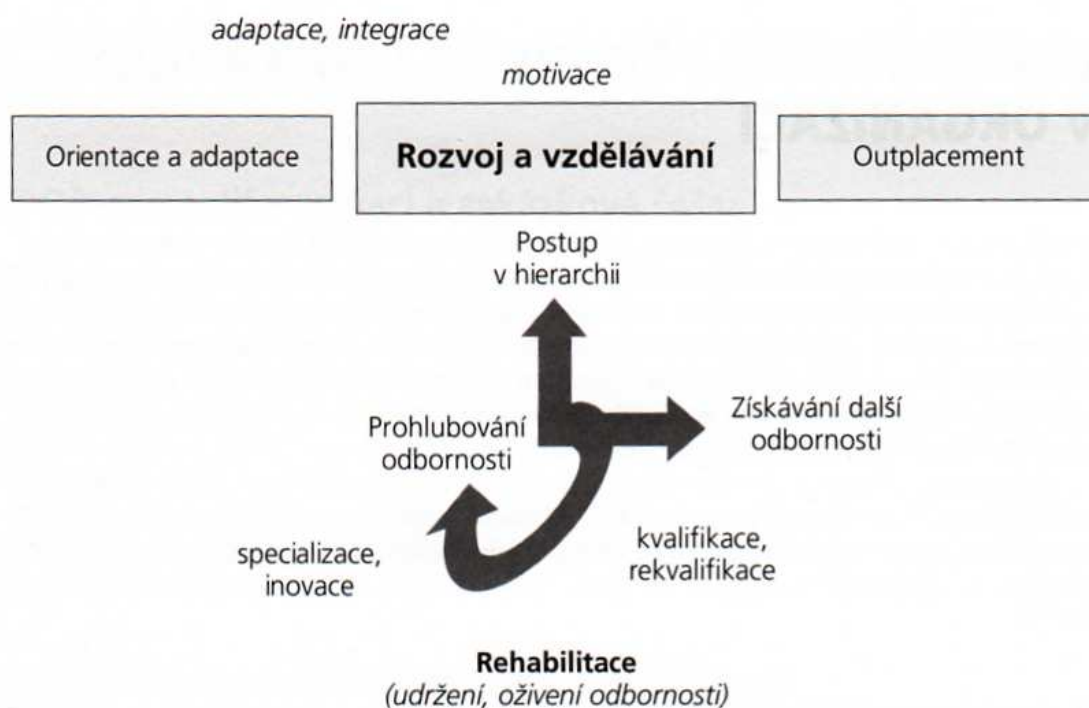 adaptace, integrace
motivace
Orientace a adaptace
Rozvoj a vzdělávání
Outplacement
Postup
v hierarchii
Prohlubování
odbornosti
Získávání další
odbornosti
specializace,
inovace
kvalifikace,
rekvalifikace
Rehabilitace
(udržení, oživení odbornosti)